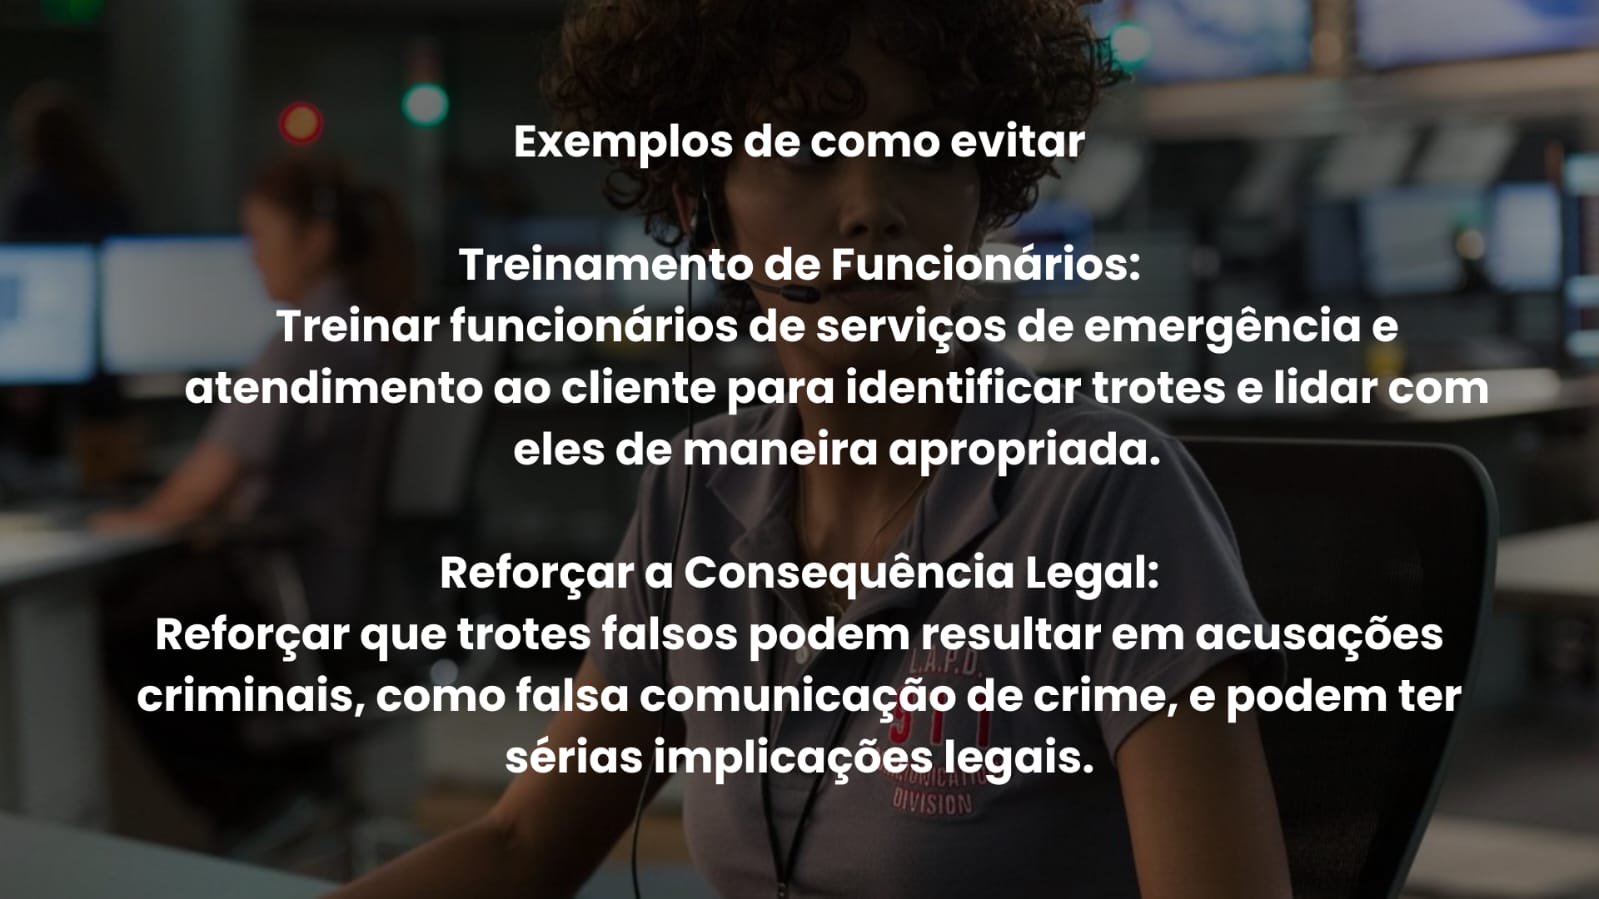 Exemplos de como evitar
Treinamento de Funcionários:
Treinar funcionários de serviços de emergência e
atendimento ao cliente para identificar trotes e lidar com
eles de maneira apropriada.
Reforçar a Consequência Legal:
Reforçar que trotes falsos podem resultar em acusações
criminais, como falsa comunicação de crime, e podem ter
sérias implicações legais.
L.A.P.D.
911
DIVISION